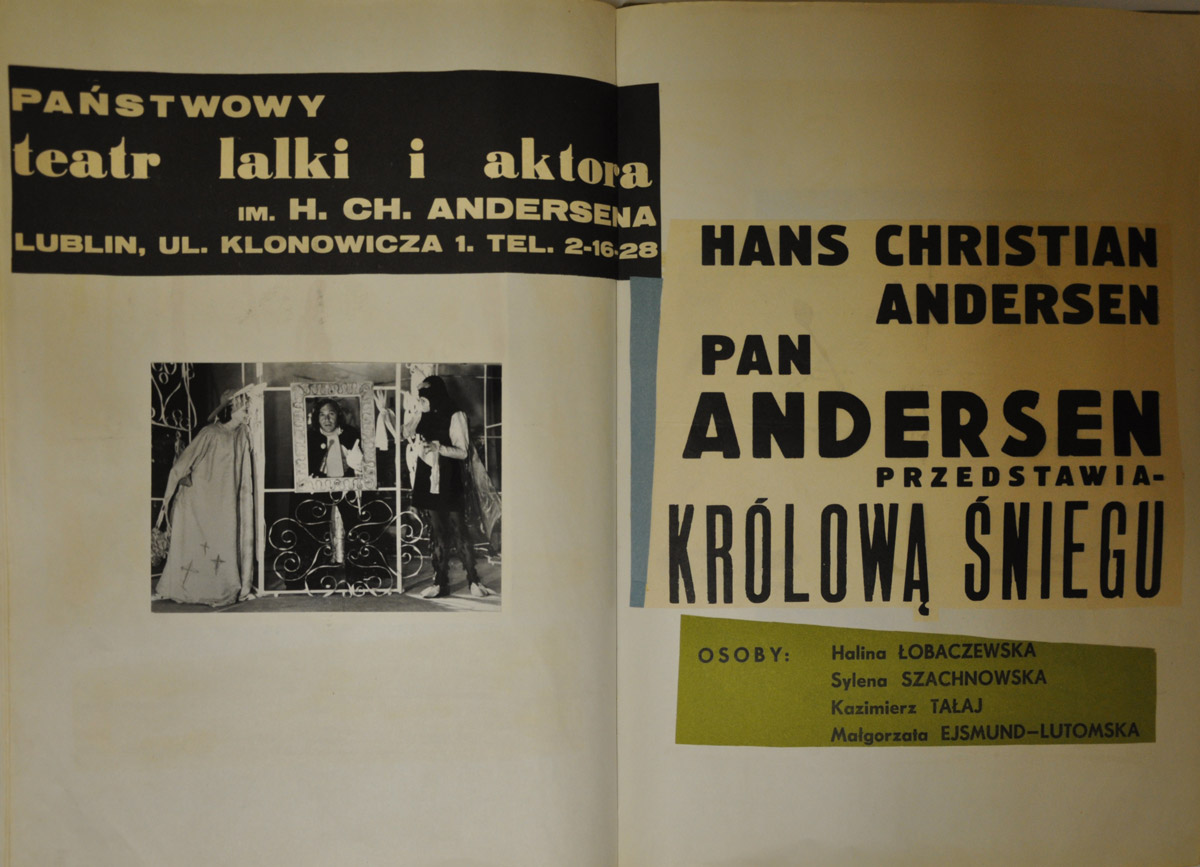 PAŃSTWOWY
teatr lalki i aktora
IM. H. CH. ANDERSENA
LUBLIN, UL. KLONOWICZA 1. TEL. 2-16-28
HANS CHRISTIAN
ANDERSEN
PAN
ANDERSEN
PRZEDSTAWIA-
KRÓLOWĄ ŚNIEGU
OSOBY: Halina ŁOBACZEWSKA
Sylena SZACHNOWSKA
Kazimierz TAŁAJ
Małgorzata EJSMUND-LUTOMSKA